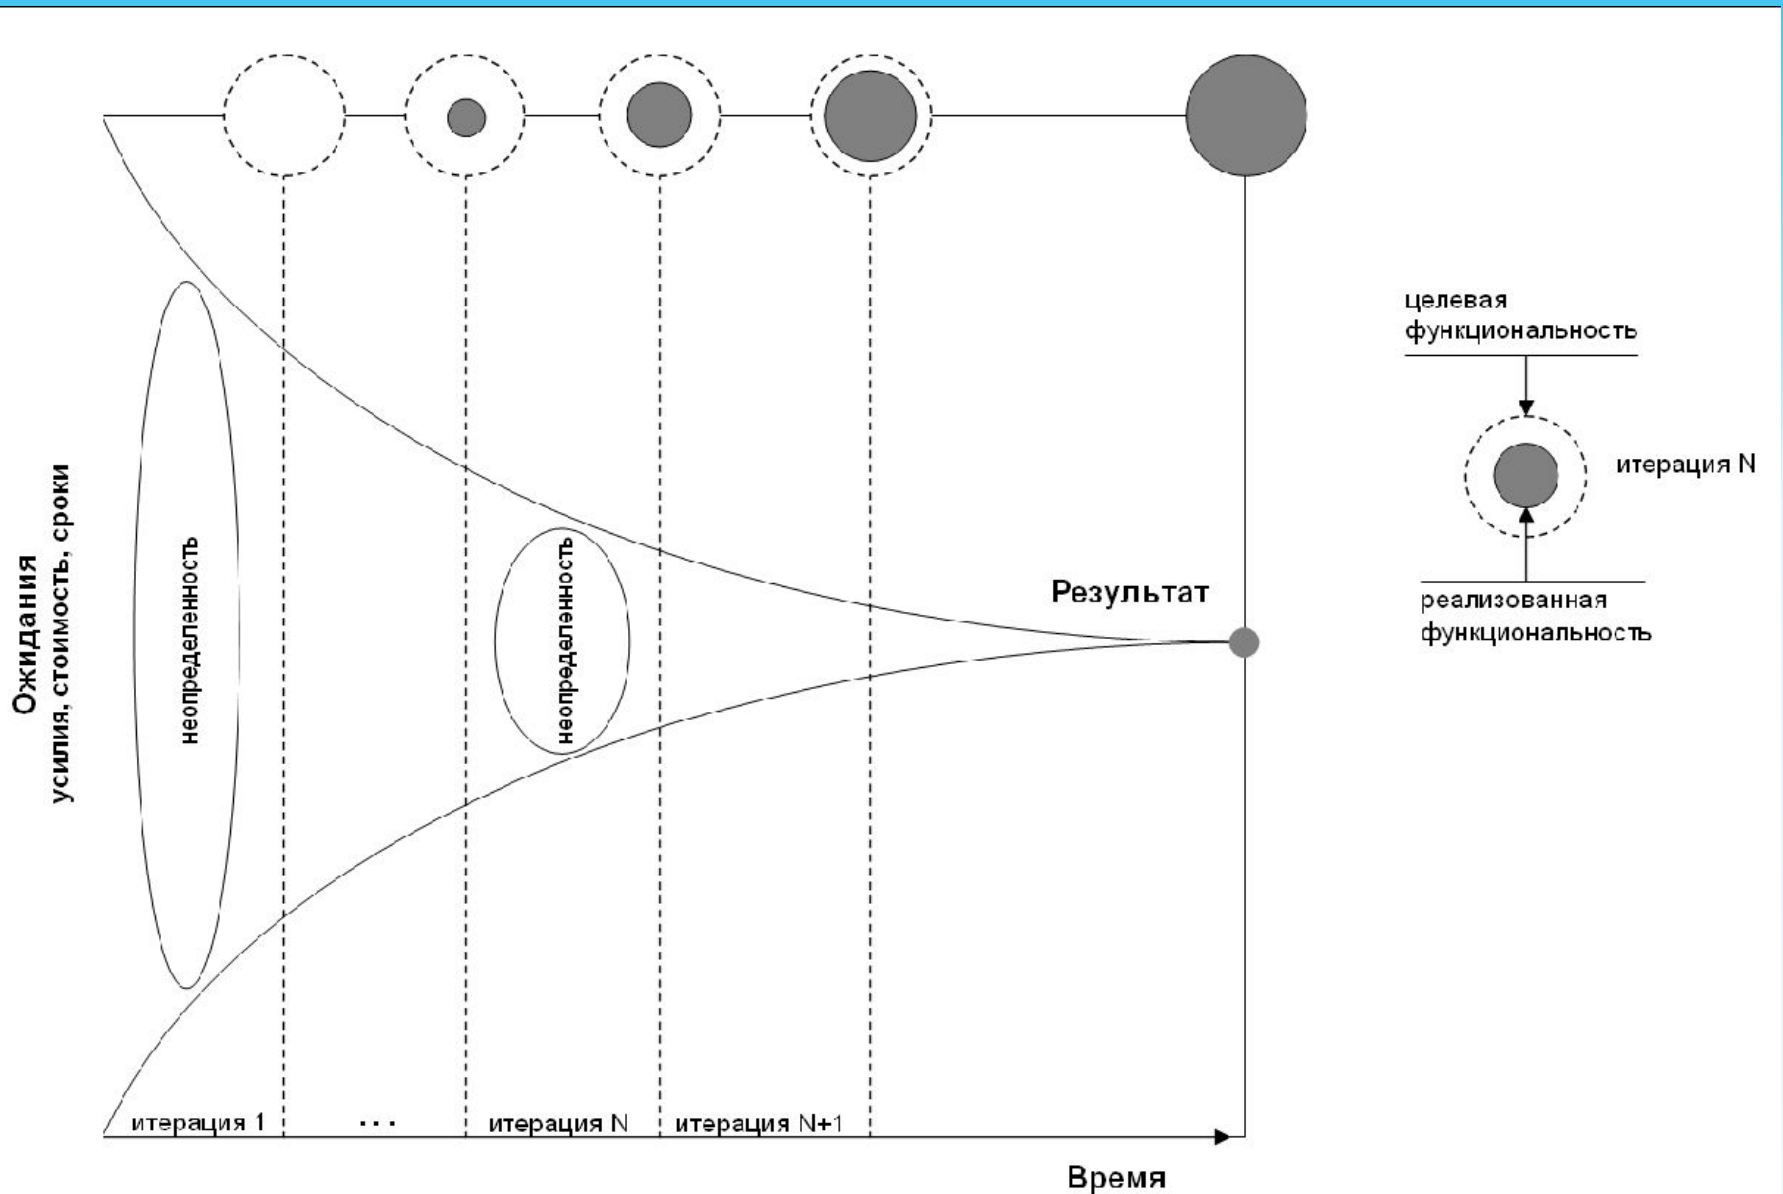 Ожидания
усилия, стоимость, сроки
неопределенность
неопределенность
Результат
целевая
функциональность
итерация N
реализованная
функциональность
итерация 1
...
итерация N
итерация N+1
Время